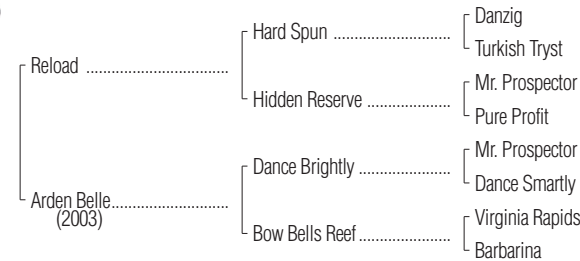 Danzig
Hard Spun ..............................
Turkish Tryst
Reload .....................................
Mr. Prospector
Hidden Reserve ......................
Pure Profit
Mr. Prospector
Dance Brightly ........................
Dance Smartly
Arden Belle...............................
(2003)
Virginia Rapids
Bow Bells Reef ........................
Barbarina